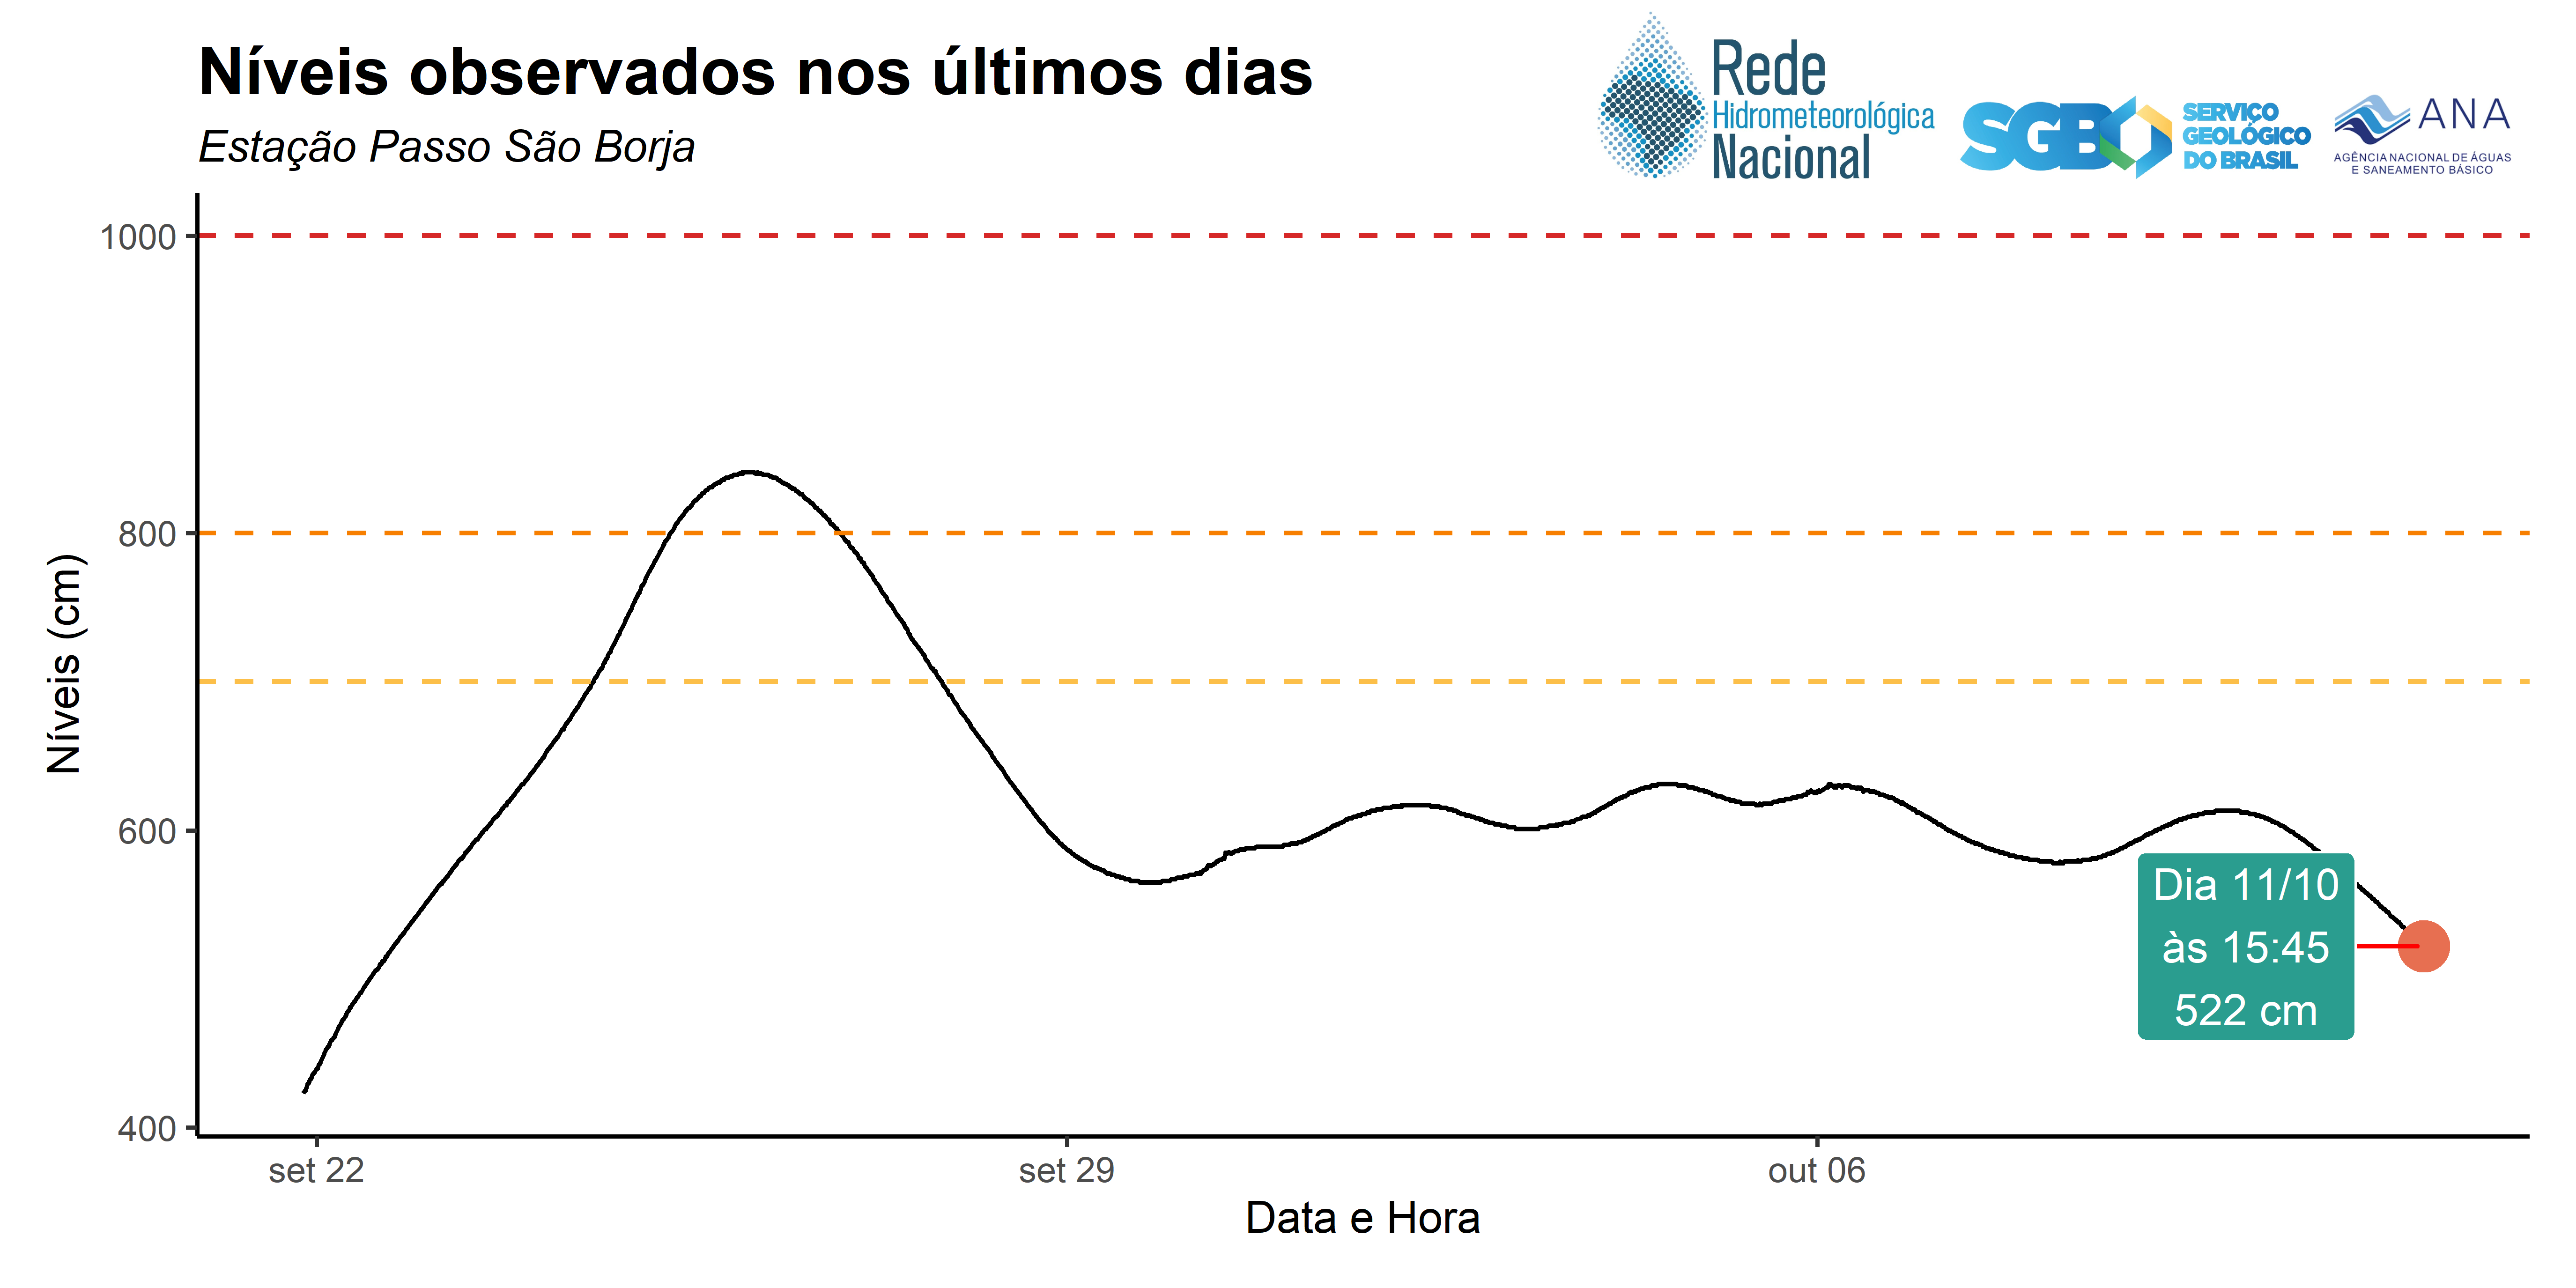 Níveis observados nos últimos dias
Estação Passo São Borja
Rede
Hidrometeorológica
Nacional
SGB
SERVIÇO
GEOLÓGICO
DO BRASIL
ANA
AGÊNCIA NACIONAL DE ÁGUAS
E SANEAMENTO BÁSICO
Níveis (cm)
1000
800
600
400
Dia 11/10
às 15:45
522 cm
set 22
set 29
out 06
Data e Hora